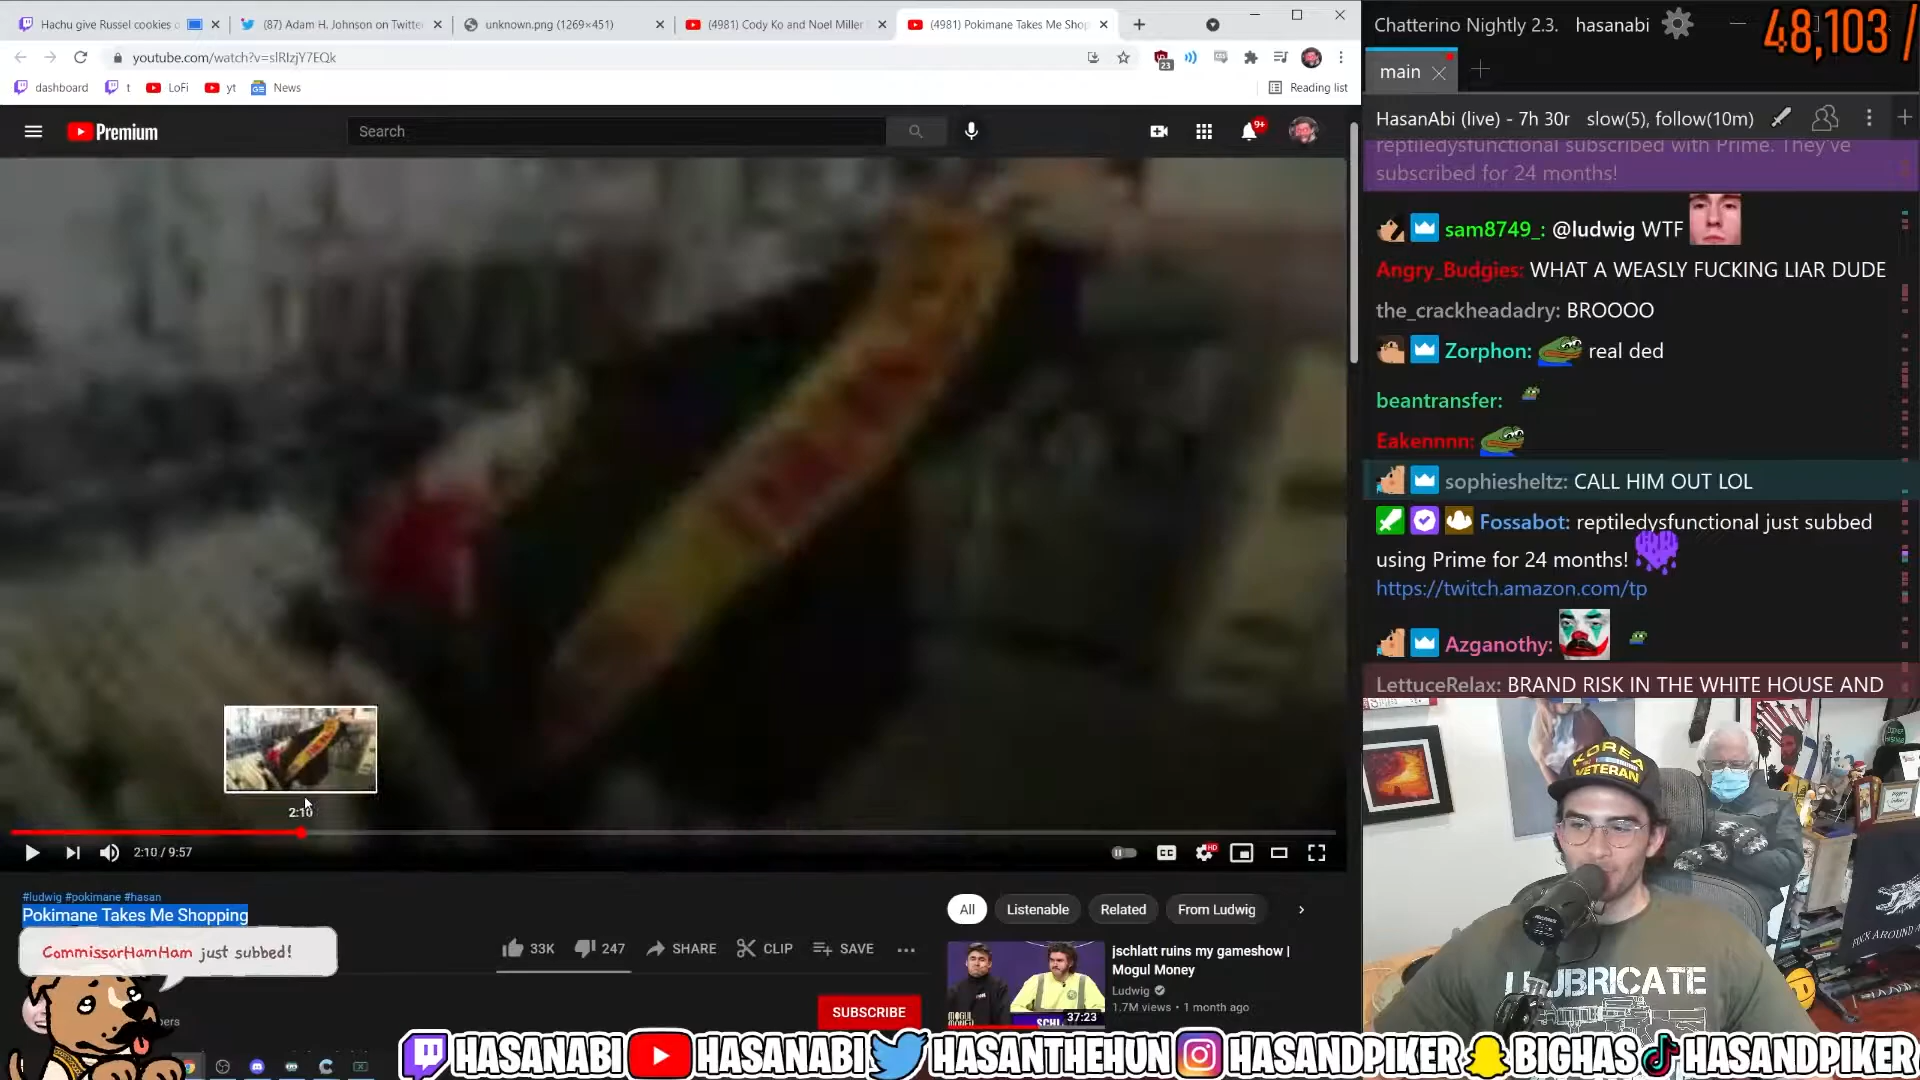 Hachu give Russel cookies o
(87) Adam H. Johnson on Twitte
unknown.png (1269×451)
(4981) Cody Ko and Noel Miller
(4981) Pokimane Takes Me Shop
youtube.com/watch?v=slRIzjY7EQk
23
dashboard
t
LoFi
yt
News
Reading list
Premium
Search
9+
2:10
2:10 / 9:57
CC
HD
#ludwig #pokimane #hasan
Pokimane Takes Me Shopping
CommissarHamHam just subbed!
33K
247
SHARE
CLIP
SAVE
SUBSCRIBE
All
Listenable
Related
From Ludwig
jschlatt ruins my gameshow |
Mogul Money
Ludwig
1.7M views • 1 month ago
37:23
Chatterino Nightly 2.3.
hasanabi
48,103 /
main
HasanAbi (live) - 7h 30r slow(5), follow(10m)
reptiledysfunctional subscribed with Prime. They've
subscribed for 24 months!
sam8749_: @ludwig WTF
Angry_Budgies: WHAT A WEASLY FUCKING LIAR DUDE
the_crackheadadry: BROOOO
Zorphon: real ded
beantransfer:
Eakennnn:
sophiesheltz: CALL HIM OUT LOL
Fossabot: reptiledysfunctional just subbed
using Prime for 24 months!
https://twitch.amazon.com/tp
Azganothy:
LettuceRelax: BRAND RISK IN THE WHITE HOUSE AND
KOREA
VETERAN
LUBRICATE
HASANABI
HASANABI
HASANTHEHUN
HASANDPIKER
BIGHAS
HASANDPIKER